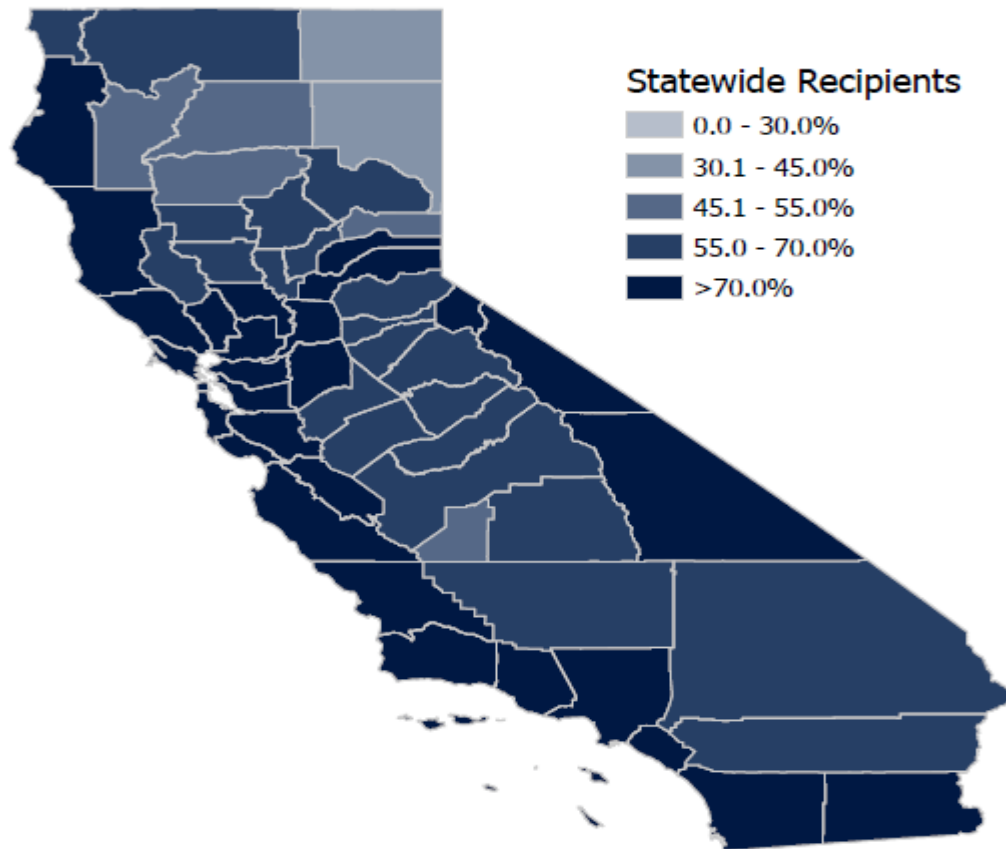 Statewide Recipients
0.0 - 30.0%
30.1 - 45.0%
45.1 - 55.0%
55.0 - 70.0%
>70.0%